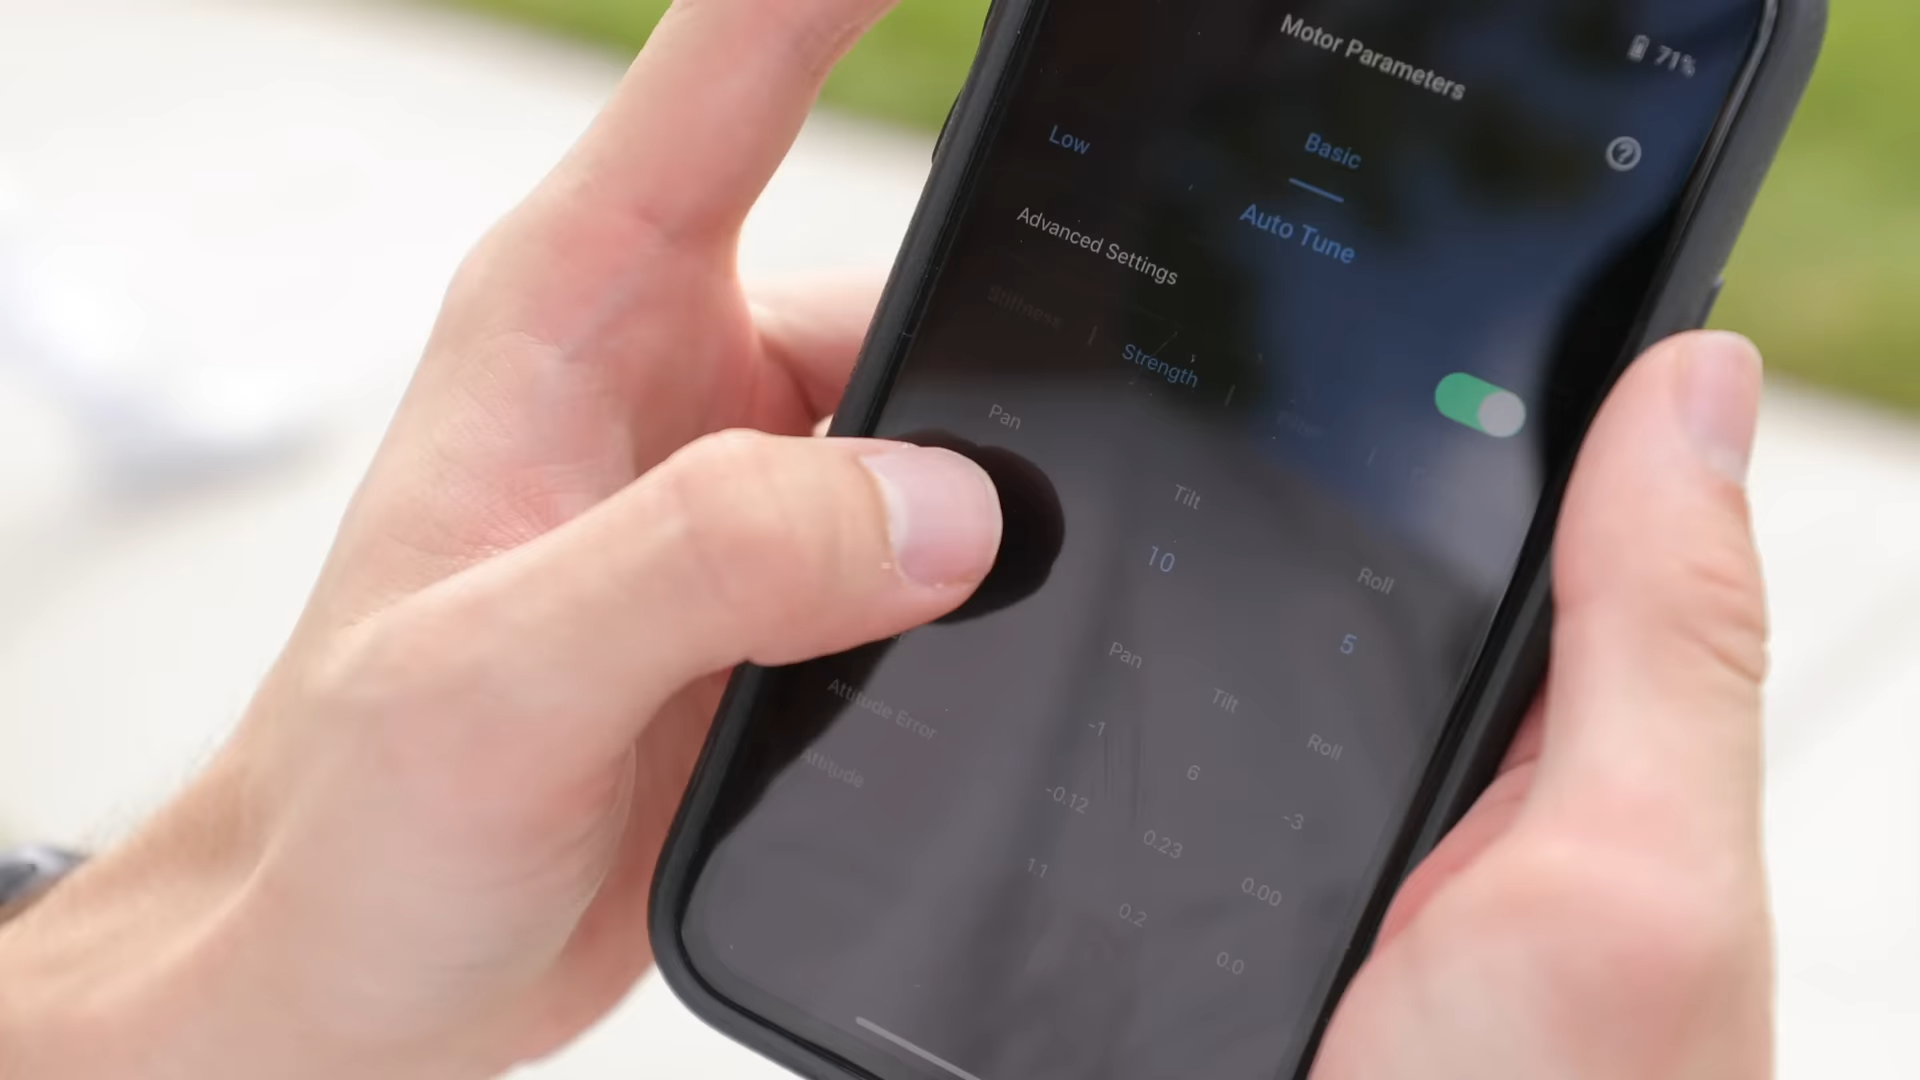 Motor Parameters 71%
Low Basic
Auto Tune
Advanced Settings
Stiffness | Strength |
Pan Tilt Roll
10 5
Pan Tilt Roll
-1 6 -3
Attitude Error -0.12 0.23 0.00
Attitude 1.1 0.2 0.0